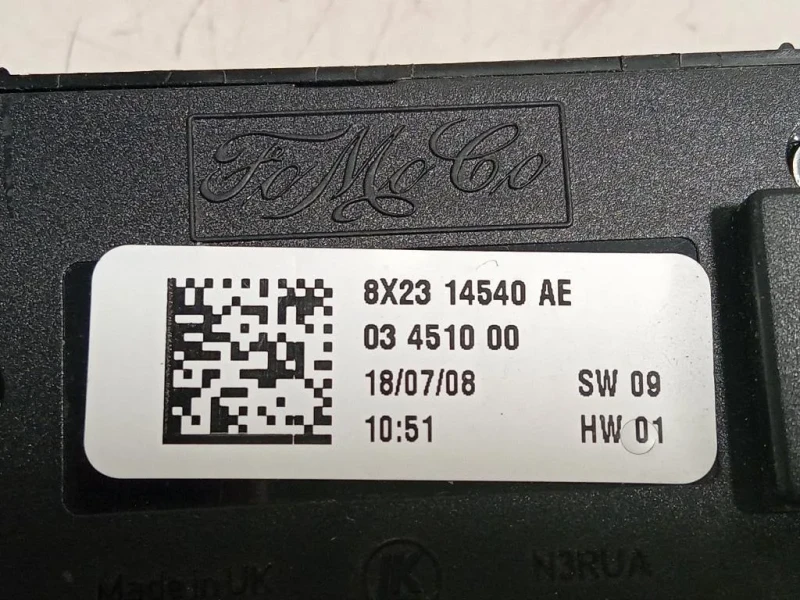 FoMoCo
8X23 14540 AE
03 4510 00
18/07/08 SW 09
10:51 HW 01
Made in UK K N3RUA